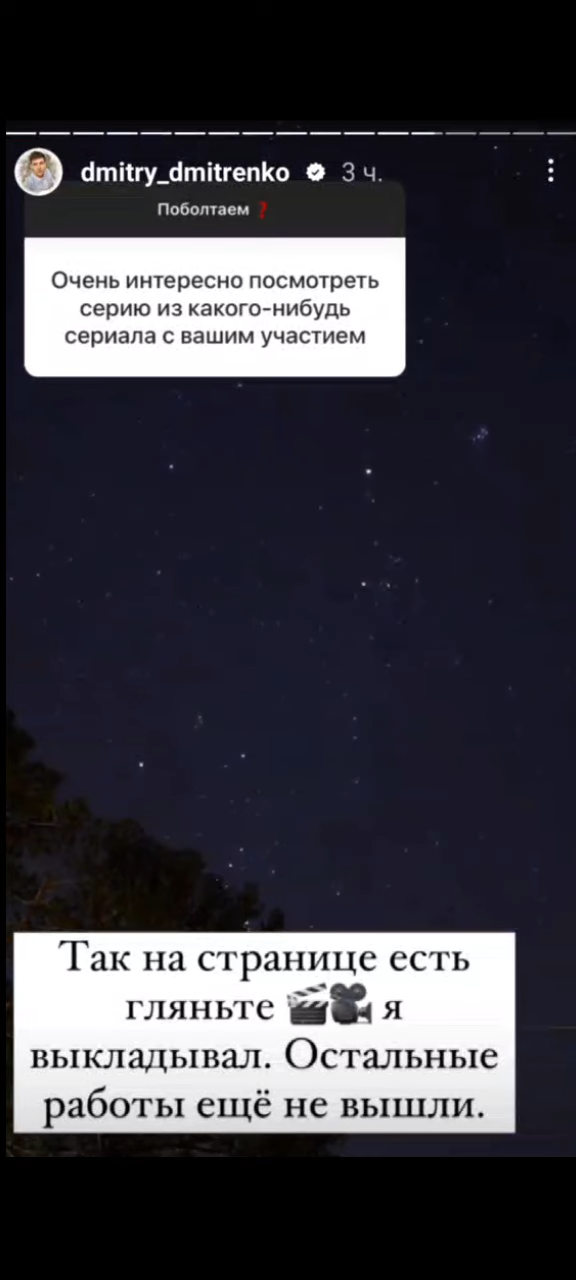 dmitry_dmitrenko 3 ч.
Поболтаем ❓
Очень интересно посмотреть
серию из какого-нибудь
сериала с вашим участием
Так на странице есть
гляньте 🎬🎥 я
выкладывал. Остальные
работы ещё не вышли.